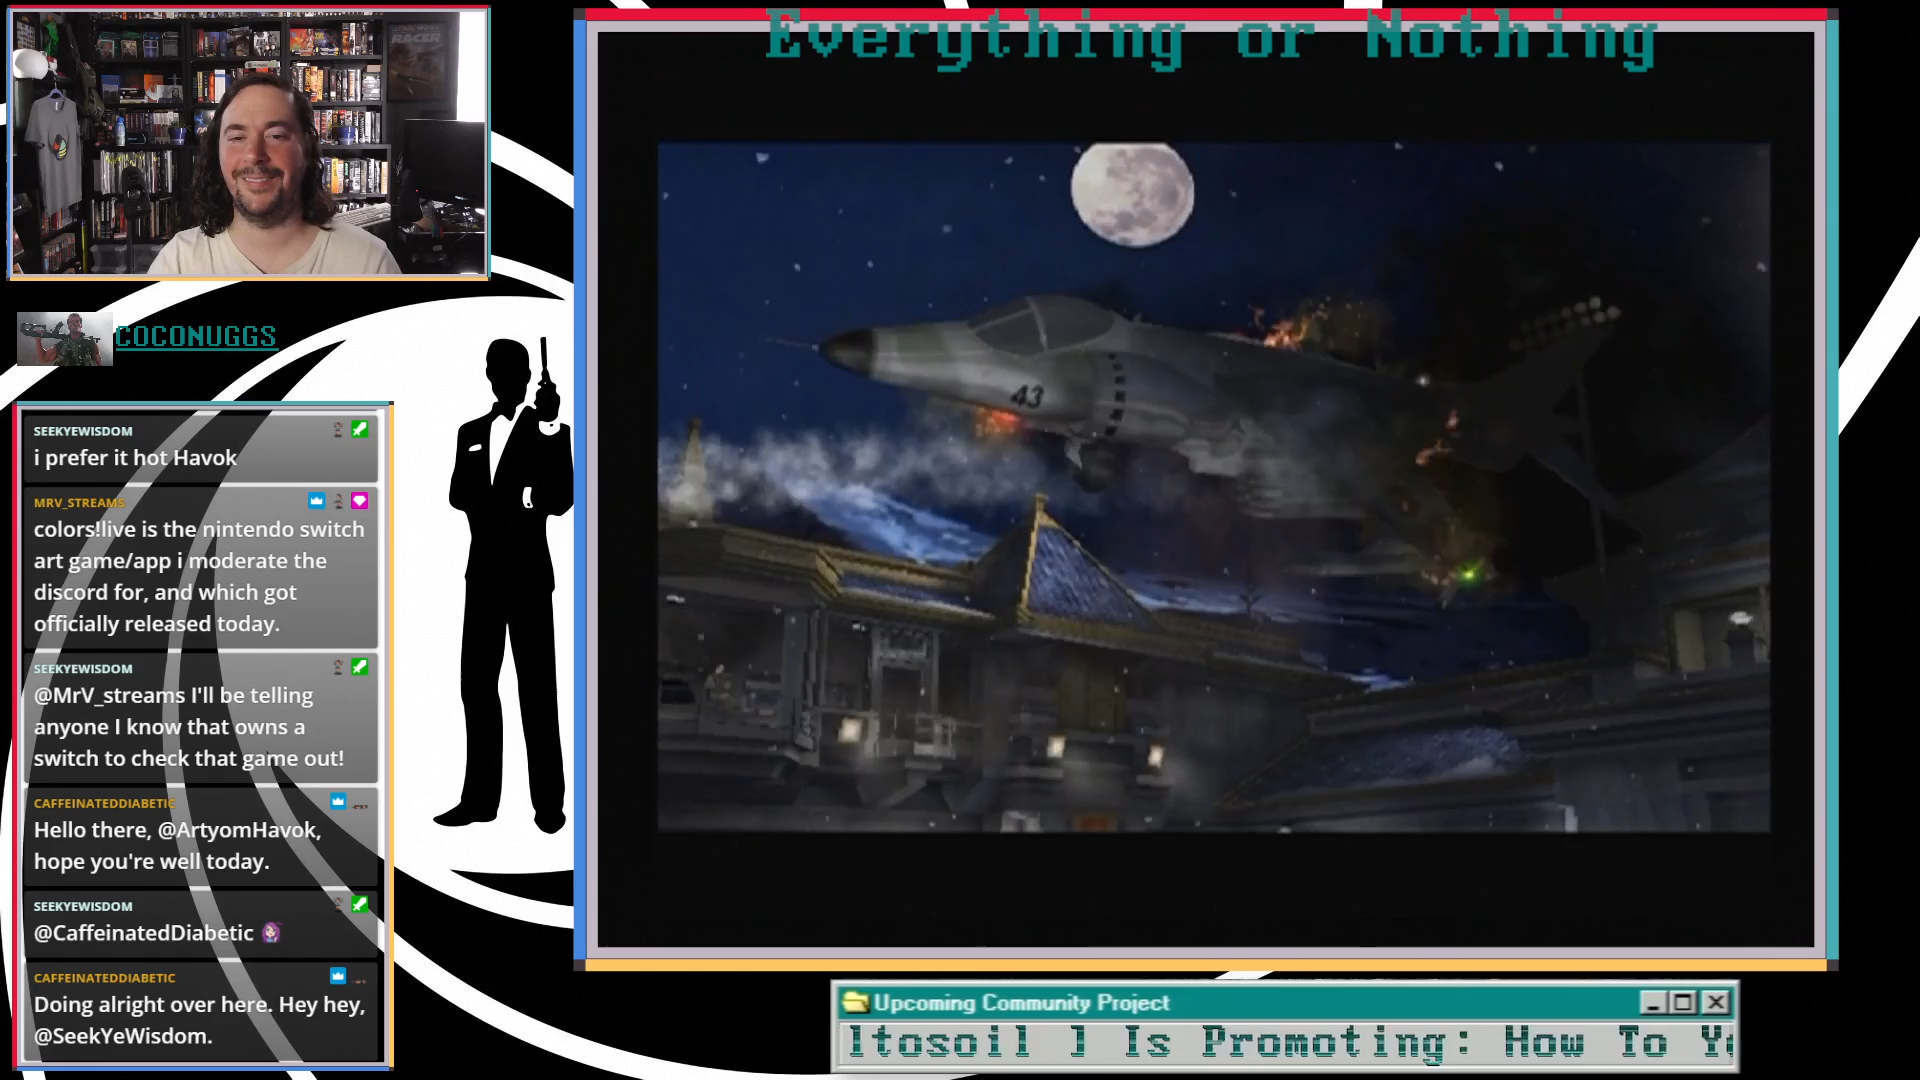 Everything or Nothing
RACER
43
COCONUGGS
SEEKYEWISDOM
i prefer it hot Havok
MRV_STREAMS
colors!live is the nintendo switch
art game/app i moderate the
discord for, and which got
officially released today.
SEEKYEWISDOM
@MrV_streams I'll be telling
anyone I know that owns a
switch to check that game out!
CAFFEINATEDDIABETIC
Hello there, @ArtyomHavok,
hope you're well today.
SEEKYEWISDOM
@CaffeinatedDiabetic
CAFFEINATEDDIABETIC
Doing alright over here. Hey hey,
@SeekYeWisdom.
Upcoming Community Project
ltosoil ] Is Promoting: How To